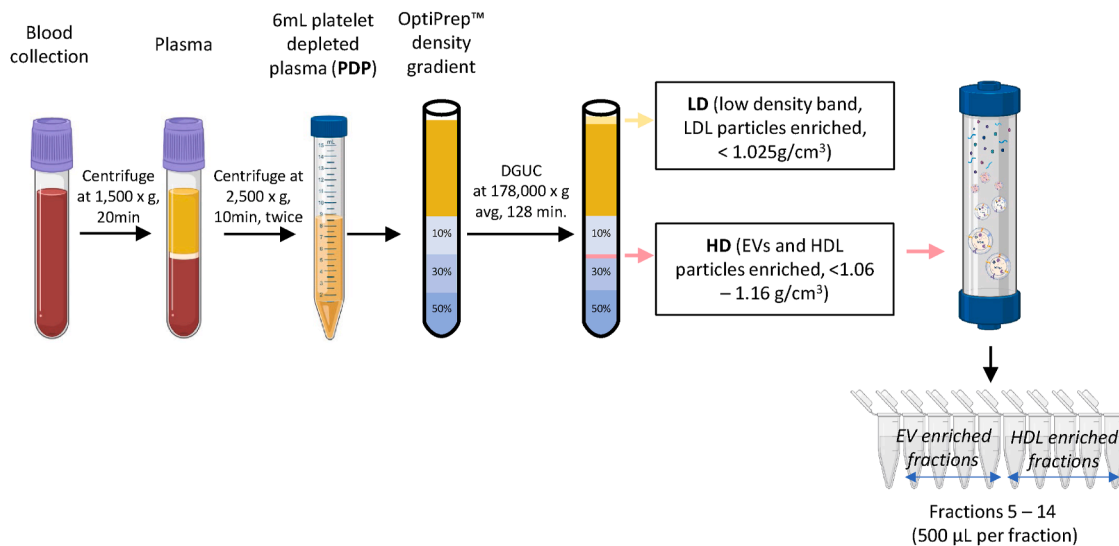 Blood
collection
Plasma
6mL platelet
depleted
plasma (PDP)
OptiPrep™
density
gradient
Centrifuge
at 1,500 x g,
20min
Centrifuge at
2,500 x g,
10min, twice
mL
10%
30%
50%
DGUC
at 178,000 x g
avg, 128 min.
10%
30%
50%
LD (low density band,
LDL particles enriched,
< 1.025g/cm³)
HD (EVs and HDL
particles enriched, <1.06
– 1.16 g/cm³)
EV enriched
fractions
HDL enriched
fractions
Fractions 5 – 14
(500 µL per fraction)